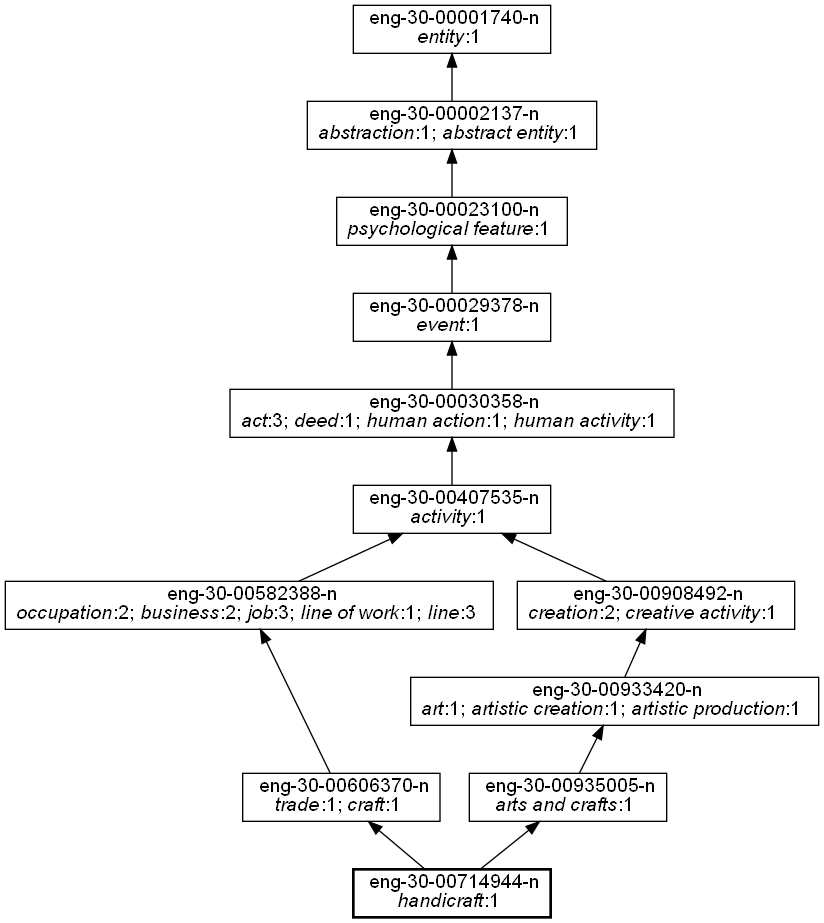 eng-30-00001740-n
entity:1
eng-30-00002137-n
abstraction:1; abstract entity:1
eng-30-00023100-n
psychological feature:1
eng-30-00029378-n
event:1
eng-30-00030358-n
act:3; deed:1; human action:1; human activity:1
eng-30-00407535-n
activity:1
eng-30-00582388-n
occupation:2; business:2; job:3; line of work:1; line:3
eng-30-00908492-n
creation:2; creative activity:1
eng-30-00933420-n
art:1; artistic creation:1; artistic production:1
eng-30-00606370-n
trade:1; craft:1
eng-30-00935005-n
arts and crafts:1
eng-30-00714944-n
handicraft:1